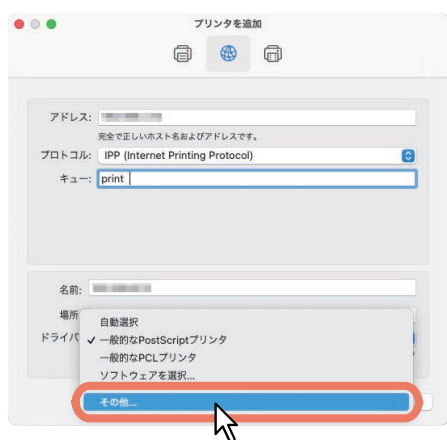 プリンタを追加
アドレス:
完全で正しいホスト名およびアドレスです。
プロトコル: IPP (Internet Printing Protocol)
キュー: print
名前:
場所
自動選択
ドライバ ✓ 一般的なPostScriptプリンタ
一般的なPCLプリンタ
ソフトウェアを選択...
その他...